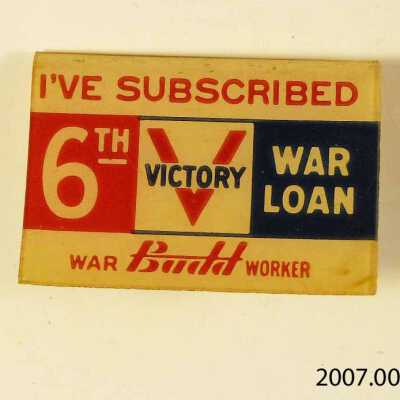 I'VE SUBSCRIBED
6TH VICTORY WAR LOAN
WAR Budd WORKER
2007.00